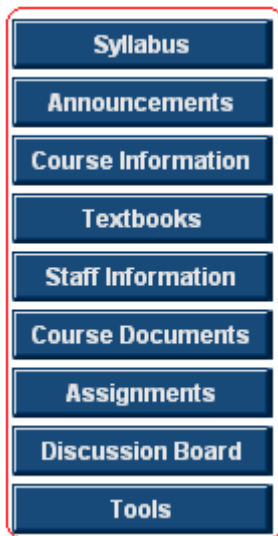 Syllabus
Announcements
Course Information
Textbooks
Staff Information
Course Documents
Assignments
Discussion Board
Tools